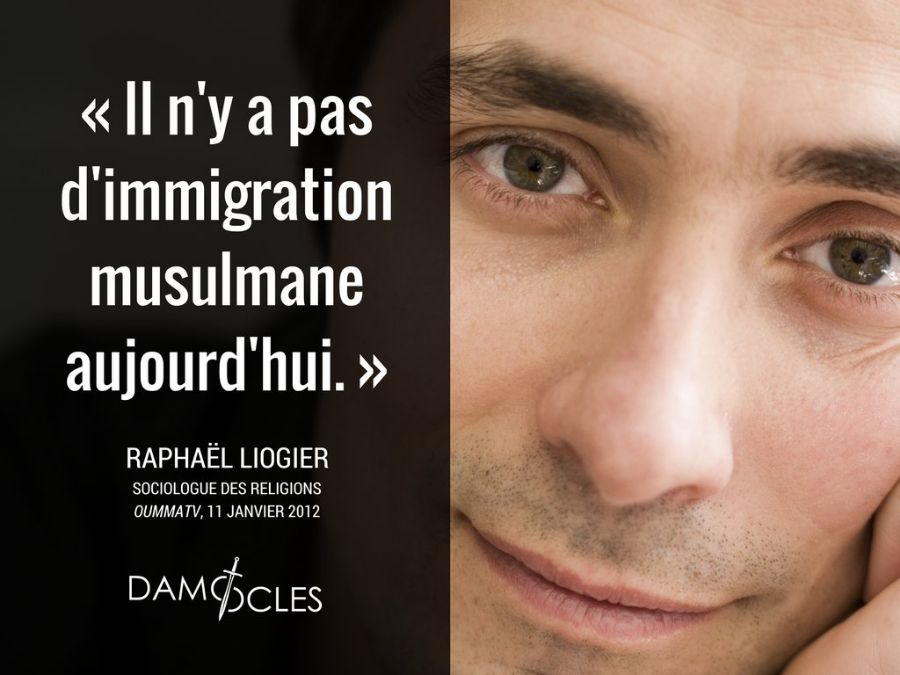 « Il n'y a pas
d'immigration
musulmane
aujourd'hui. »
RAPHAËL LIOGIER
SOCIOLOGUE DES RELIGIONS
OUMMATV, 11 JANVIER 2012
DAMOCLES